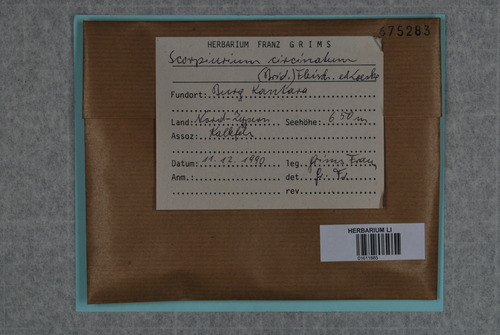 675283
HERBARIUM FRANZ GRIMS
Scorpiurium circinatum
(Brid.) Fleisch. et Loeske
Fundort: Burg Kantara
Land: Nord-Zypern Seehöhe: 650 m
Assoz: Kalkfels
Datum: 11.12.1990 leg. Grims Franz
Anm.: det. Gr. Fr.
rev.
HERBARIUM LI